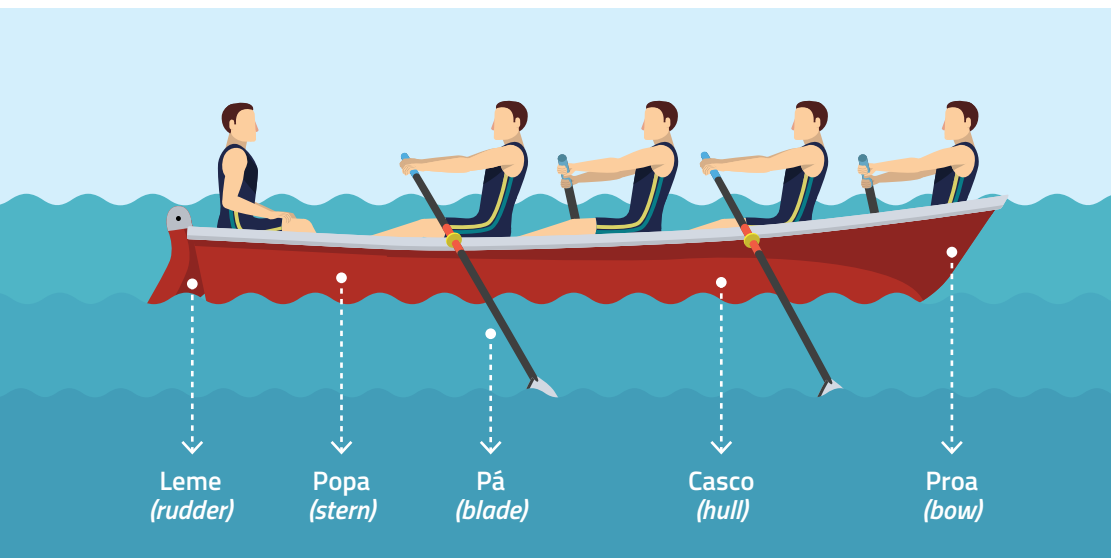 Leme
(rudder)
Popa
(stern)
Pá
(blade)
Casco
(hull)
Proa
(bow)